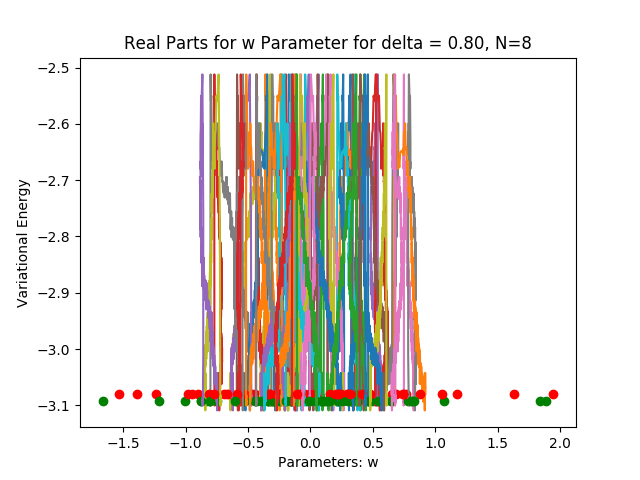 Real Parts for w Parameter for delta = 0.80, N=8
−2.5
−2.6
−2.7
−2.8
−2.9
−3.0
−3.1
Variational Energy
−1.5 −1.0 −0.5 0.0 0.5 1.0 1.5 2.0
Parameters: w